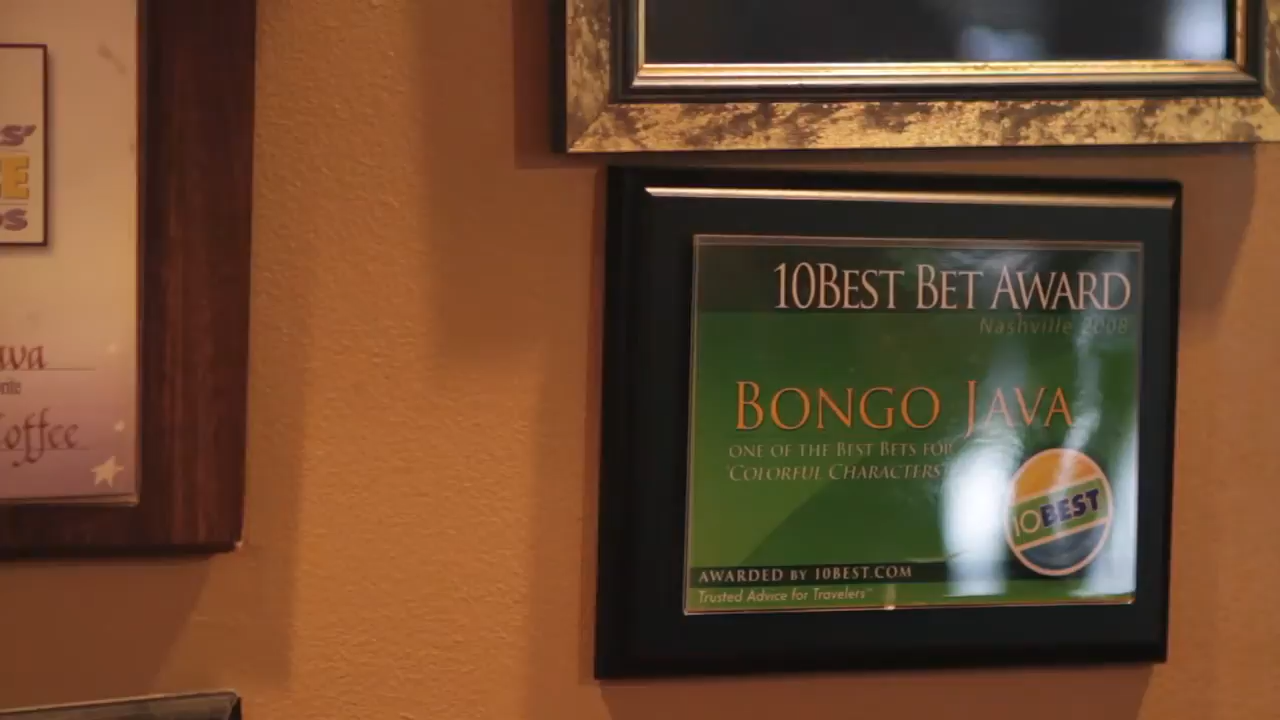 10BEST BET AWARD
Nashville 2008
BONGO JAVA
ONE OF THE BEST BETS FOR
'COLORFUL CHARACTERS'
10BEST
AWARDED BY 10BEST.COM
Trusted Advice for Travelers™